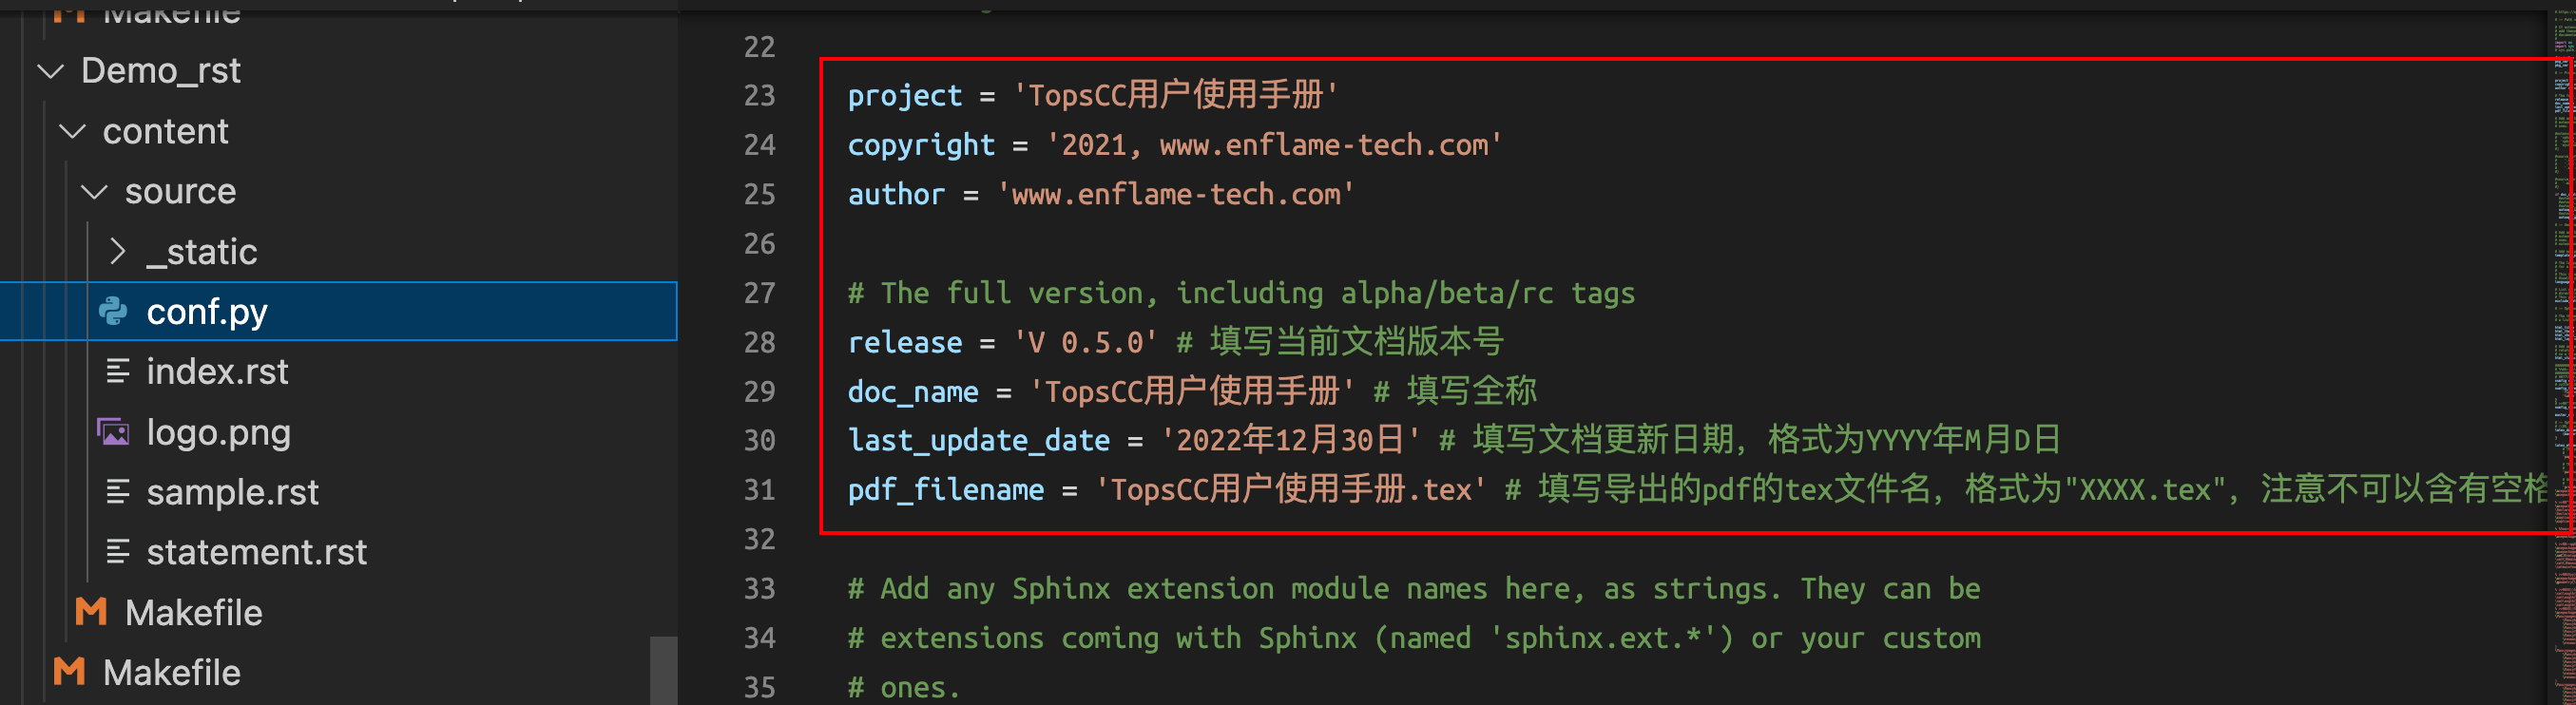 Makefile
Demo_rst
content
source
_static
conf.py
index.rst
logo.png
sample.rst
statement.rst
Makefile
Makefile
22
23 project = 'TopsCC用户使用手册'
24 copyright = '2021, www.enflame-tech.com'
25 author = 'www.enflame-tech.com'
26
27 # The full version, including alpha/beta/rc tags
28 release = 'V 0.5.0' # 填写当前文档版本号
29 doc_name = 'TopsCC用户使用手册' # 填写全称
30 last_update_date = '2022年12月30日' # 填写文档更新日期，格式为YYYY年M月D日
31 pdf_filename = 'TopsCC用户使用手册.tex' # 填写导出的pdf的tex文件名，格式为"XXXX.tex"，注意不可以含有空格
32
33 # Add any Sphinx extension module names here, as strings. They can be
34 # extensions coming with Sphinx (named 'sphinx.ext.*') or your custom
35 # ones.